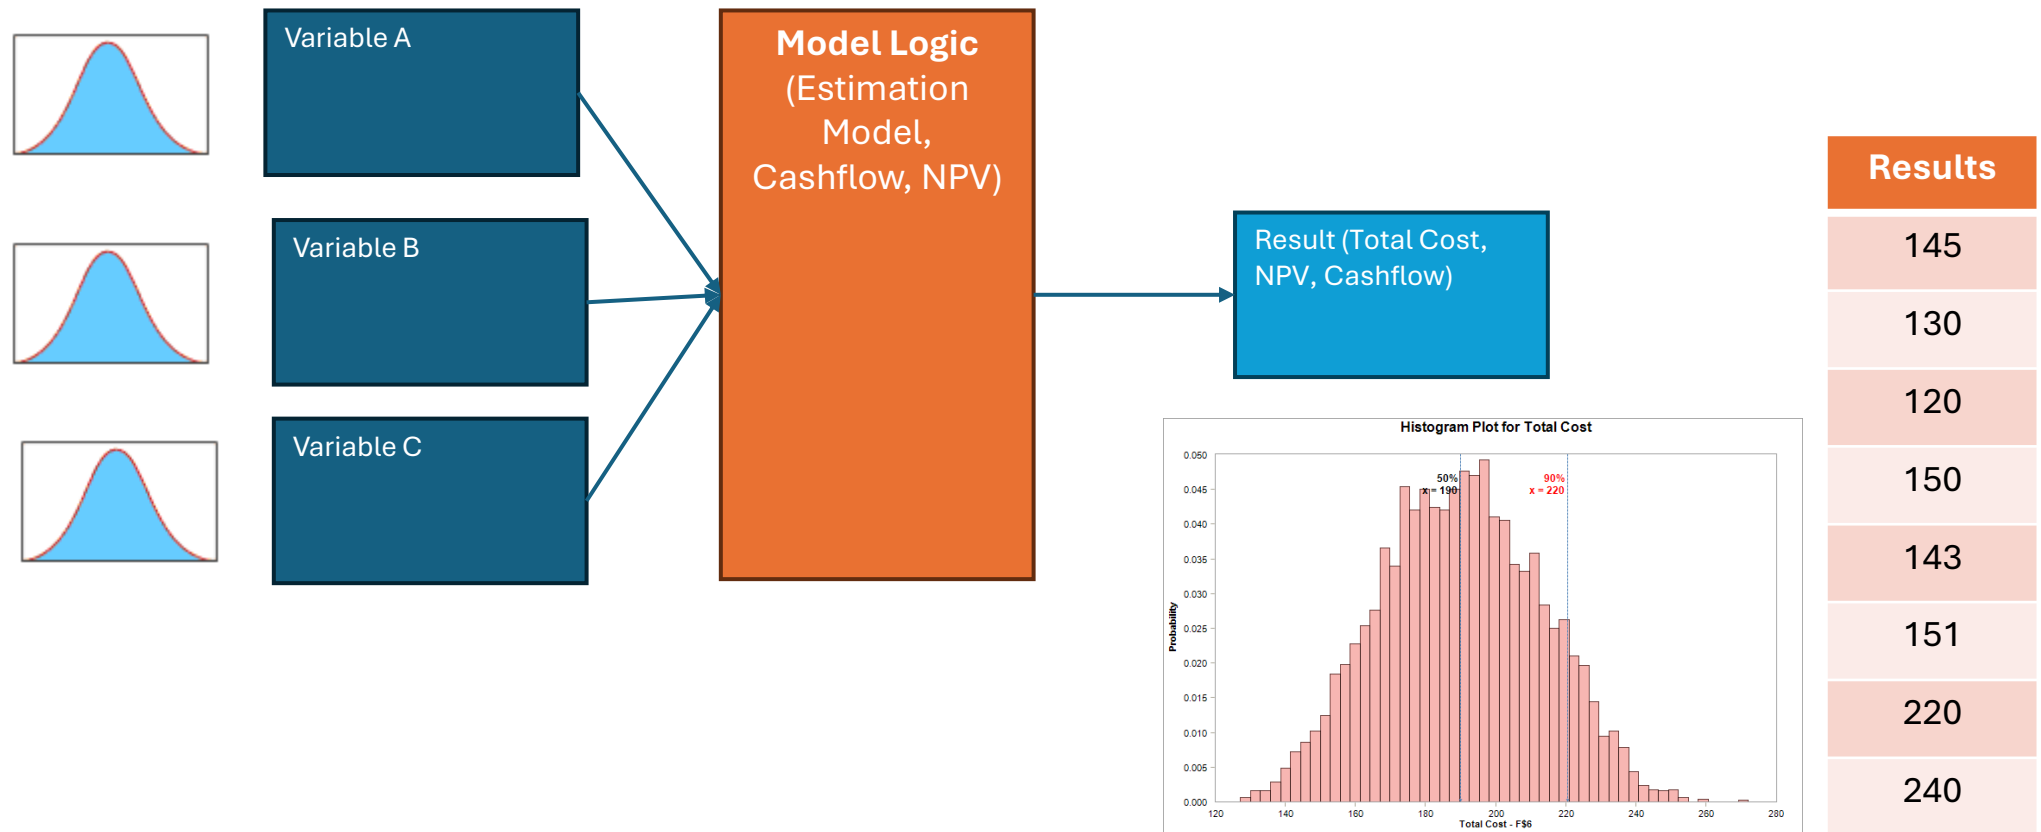 Variable A
Variable B
Variable C
Model Logic
(Estimation
Model,
Cashflow, NPV)
Result (Total Cost,
NPV, Cashflow)
Histogram Plot for Total Cost
0.050
0.045
0.040
0.035
0.030
0.025
0.020
0.015
0.010
0.005
0.000
Probability
50%
x = 190
90%
x = 220
120
140
160
180
200
220
240
260
280
Total Cost - F$6
Results
145
130
120
150
143
151
220
240